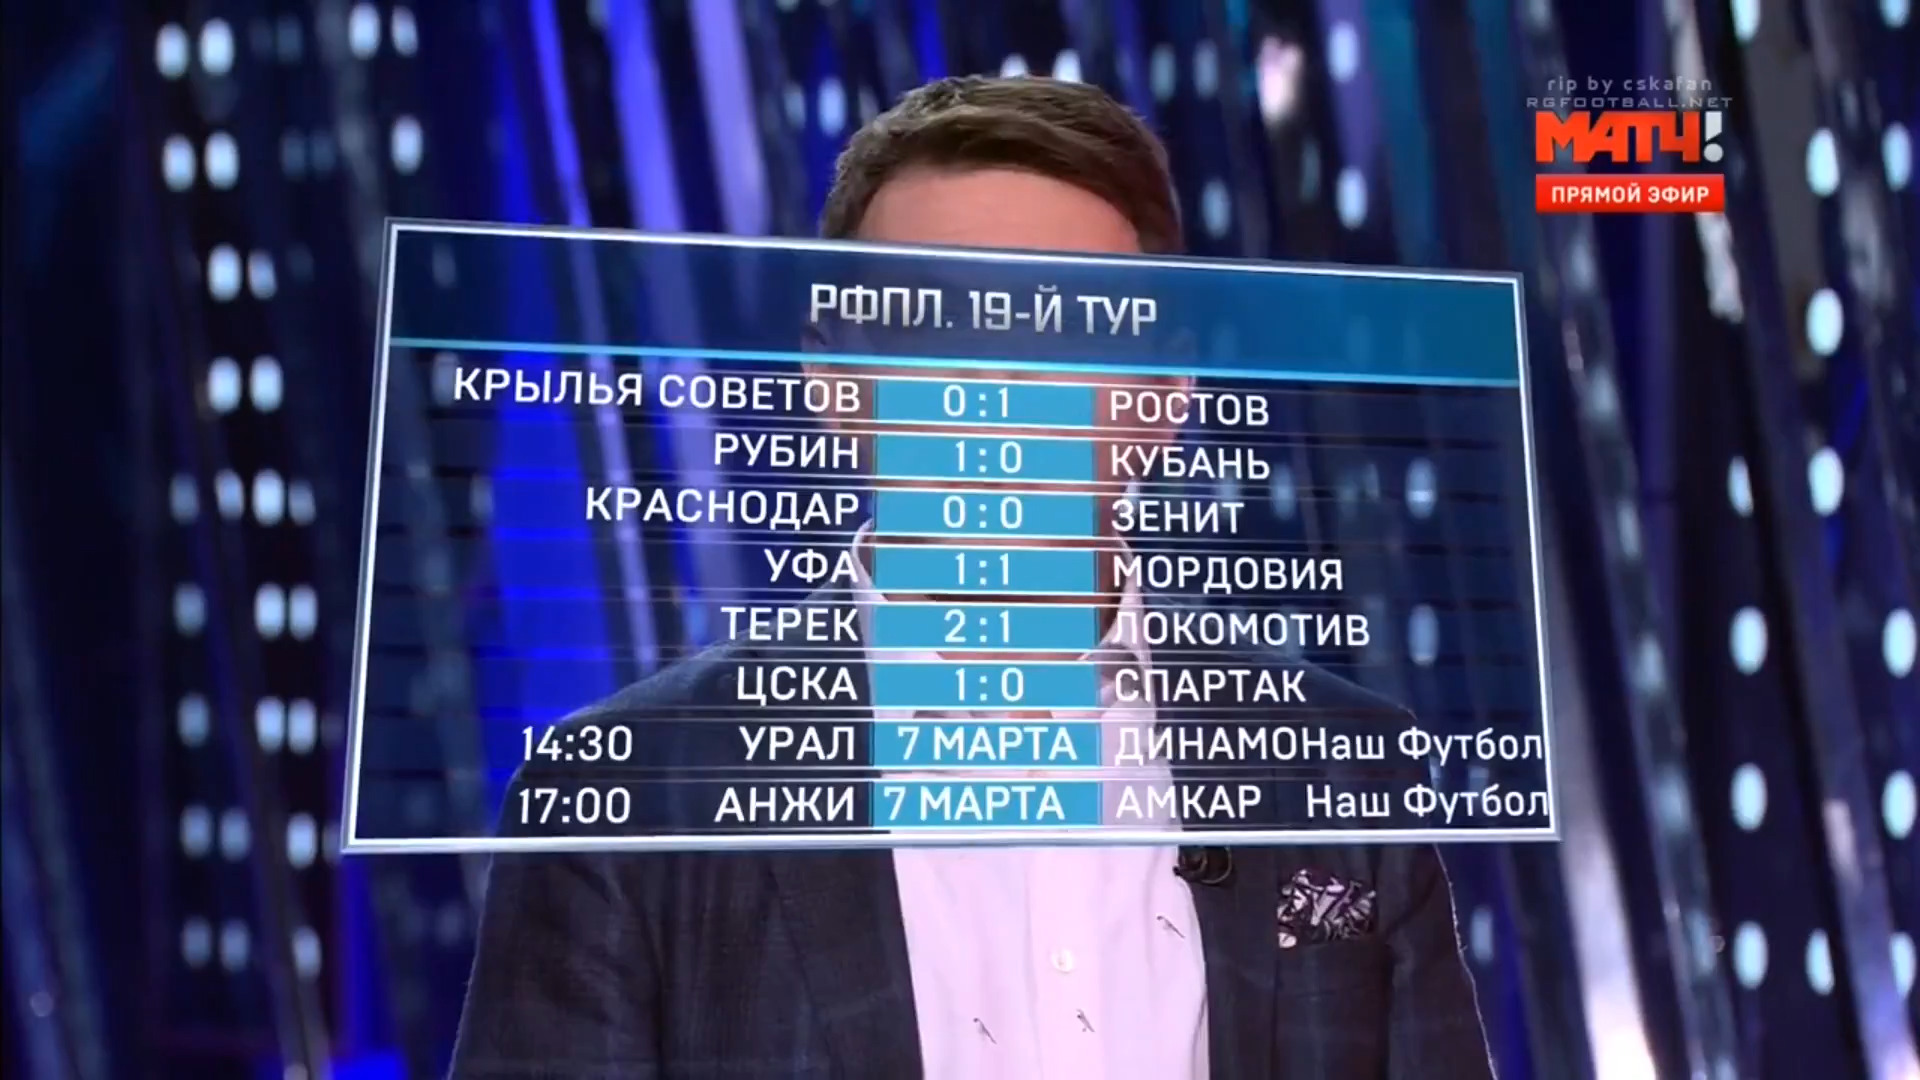 rip by cskafan
RGFOOTBALL.NET
МАТЧ!
ПРЯМОЙ ЭФИР
РФПЛ. 19-Й ТУР
КРЫЛЬЯ СОВЕТОВ 0:1 РОСТОВ
РУБИН 1:0 КУБАНЬ
КРАСНОДАР 0:0 ЗЕНИТ
УФА 1:1 МОРДОВИЯ
ТЕРЕК 2:1 ЛОКОМОТИВ
ЦСКА 1:0 СПАРТАК
14:30 УРАЛ 7 МАРТА ДИНАМО Наш Футбол
17:00 АНЖИ 7 МАРТА АМКАР Наш Футбол